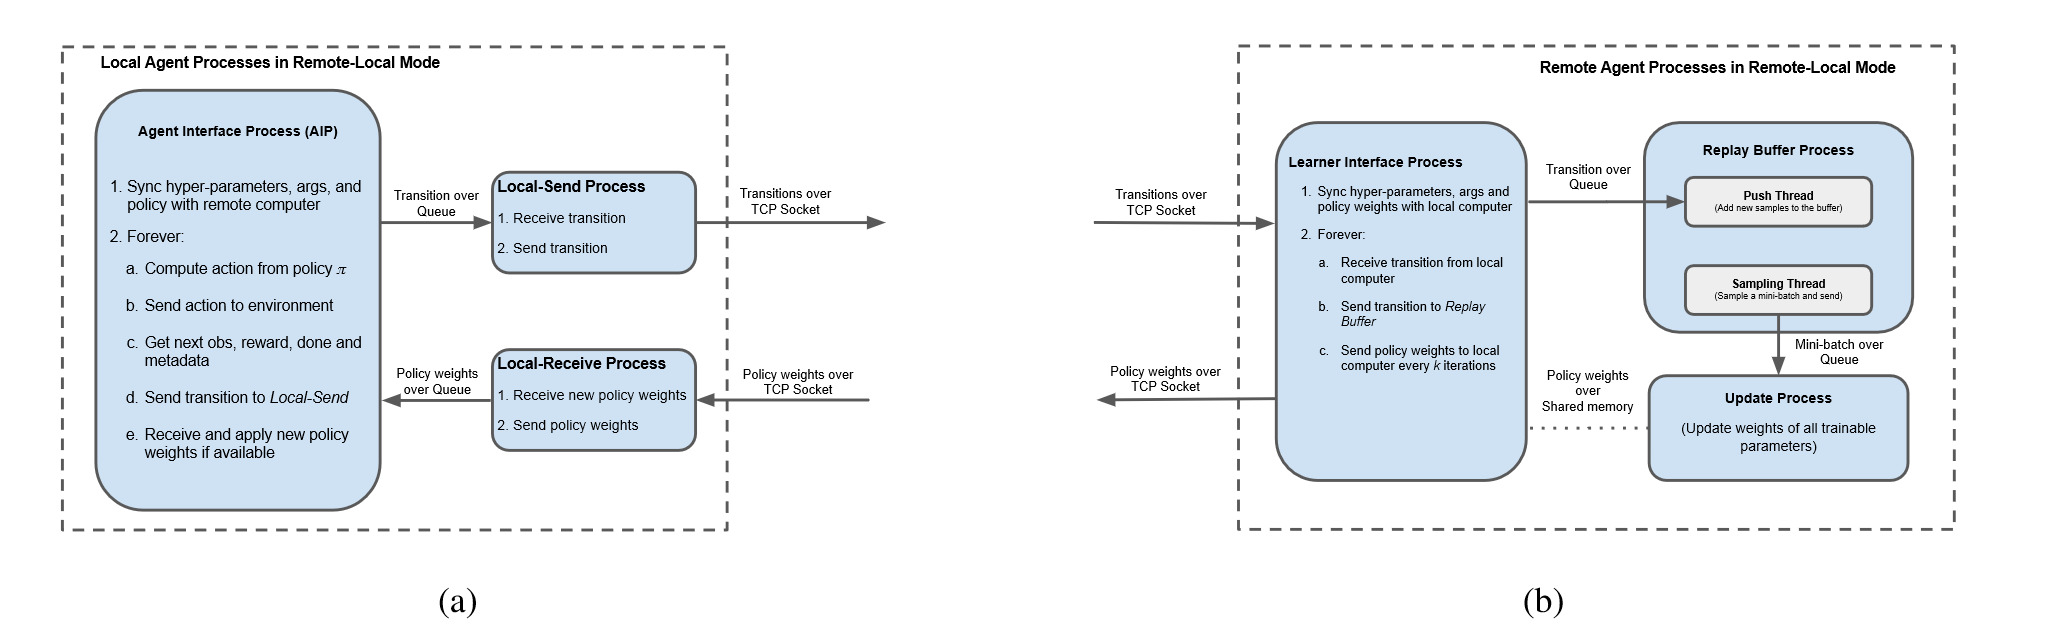 Local Agent Processes in Remote-Local Mode
Agent Interface Process (AIP)
1. Sync hyper-parameters, args, and
policy with remote computer
2. Forever:
a. Compute action from policy π
b. Send action to environment
c. Get next obs, reward, done and
metadata
d. Send transition to Local-Send
e. Receive and apply new policy
weights if available
Transition over
Queue
Local-Send Process
1. Receive transition
2. Send transition
Transitions over
TCP Socket
Policy weights
over Queue
Local-Receive Process
1. Receive new policy weights
2. Send policy weights
Policy weights over
TCP Socket
(a)
Remote Agent Processes in Remote-Local Mode
Transitions over
TCP Socket
Policy weights over
TCP Socket
Learner Interface Process
1. Sync hyper-parameters, args and
policy weights with local computer
2. Forever:
a. Receive transition from local
computer
b. Send transition to Replay
Buffer
c. Send policy weights to local
computer every k iterations
Transition over
Queue
Replay Buffer Process
Push Thread
(Add new samples to the buffer)
Sampling Thread
(Sample a mini-batch and send)
Mini-batch over
Queue
Policy weights
over
Shared memory
Update Process
(Update weights of all trainable
parameters)
(b)